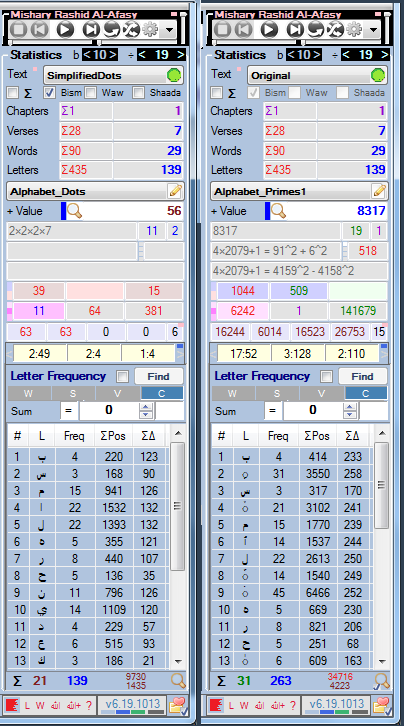 Mishary Rashid Al-Afasy
Statistics b < 10 > ÷ < 19 >
Text SimplifiedDots
Σ Bism Waw Shaada
Chapters Σ1 1
Verses Σ28 7
Words Σ90 29
Letters Σ435 139
Alphabet_Dots
+ Value 56
2×2×2×7 11 2
39 15
11 64 381
63 63 0 0 6
2:49 2:4 1:4
Letter Frequency Find
W S V C
Sum = 0
# L Freq ΣPos ΣΔ
1 ب 4 220 123
2 س 3 168 90
3 م 15 941 126
4 ا 22 1532 132
5 ل 22 1393 132
6 ه 5 355 121
7 ر 8 440 107
8 ح 5 136 35
9 ن 11 796 126
10 ي 14 1109 120
11 د 4 229 57
12 ع 6 515 93
13 ك 3 186 21
Σ 21 139 9730
1435
L W الله الله+ ? v6.19.1013
Mishary Rashid Al-Afasy
Statistics b < 10 > ÷ < 19 >
Text Original
Σ Bism Waw Shada
Chapters Σ1 1
Verses Σ28 7
Words Σ90 29
Letters Σ435 139
Alphabet_Primes1
+ Value 8317
8317 19 1
4×2079+1 = 91^2 + 6^2 518
4×2079+1 = 4159^2 - 4158^2
1044 509
6242 1 141679
16244 6014 16523 26753 15
17:52 3:128 2:110
Letter Frequency Find
W S V C
Sum = 0
# L Freq ΣPos ΣΔ
1 ب 4 414 233
2 31 3550 258
3 س 3 317 170
4 21 3102 241
5 م 15 1770 239
6 14 1537 244
7 ل 22 2613 250
8 14 1540 249
9 45 6466 252
10 ه 5 669 230
11 ر 8 821 206
12 ح 5 251 68
13 6 609 163
Σ 31 263 34716
4223
L W الله الله+ ? v6.19.1013